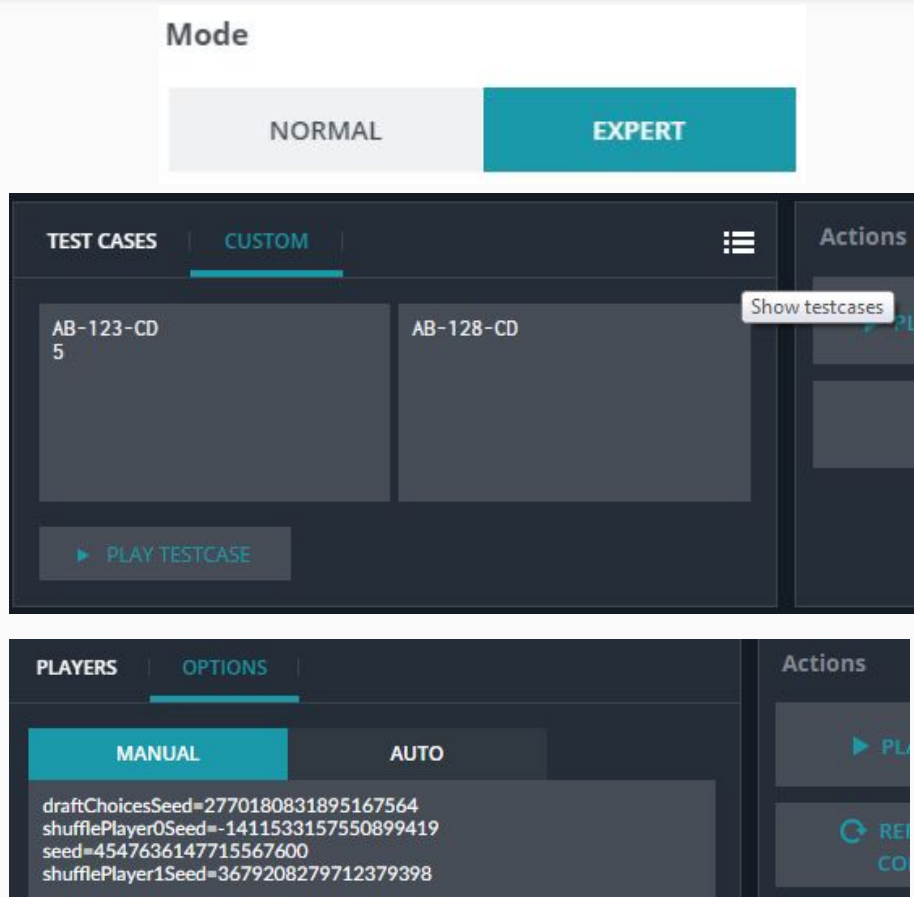 Mode
NORMAL EXPERT
TEST CASES CUSTOM
Actions
Show testcases
AB-123-CD
5
AB-128-CD
PLAY TESTCASE
PLAYERS OPTIONS
Actions
MANUAL AUTO
draftChoicesSeed=2770180831895167564
shufflePlayer0Seed=-1411533157550899419
seed=4547636147715567600
shufflePlayer1Seed=3679208279712379398